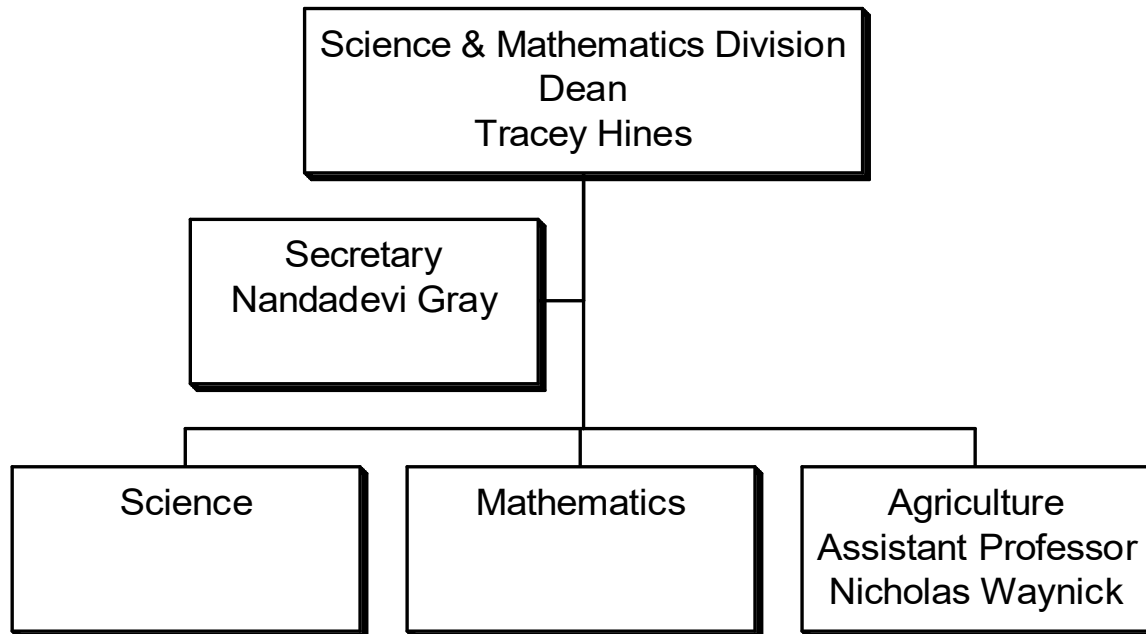 Science & Mathematics Division
Dean
Tracey Hines
Secretary
Nandadevi Gray
Science
Mathematics
Agriculture
Assistant Professor
Nicholas Waynick